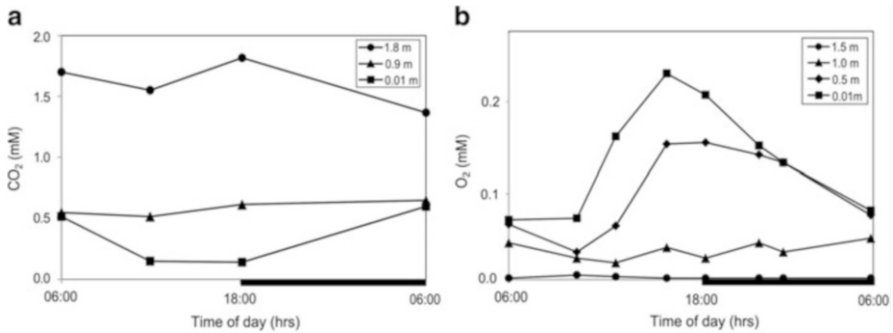 a
2.0
1.5
1.0
0.5
0.0
CO₂ (mM)
1.8 m
0.9 m
0.01 m
06:00
18:00
06:00
Time of day (hrs)
b
0.2
0.1
0.0
O₂ (mM)
1.5 m
1.0 m
0.5 m
0.01m
06:00
18:00
06:00
Time of day (hrs)